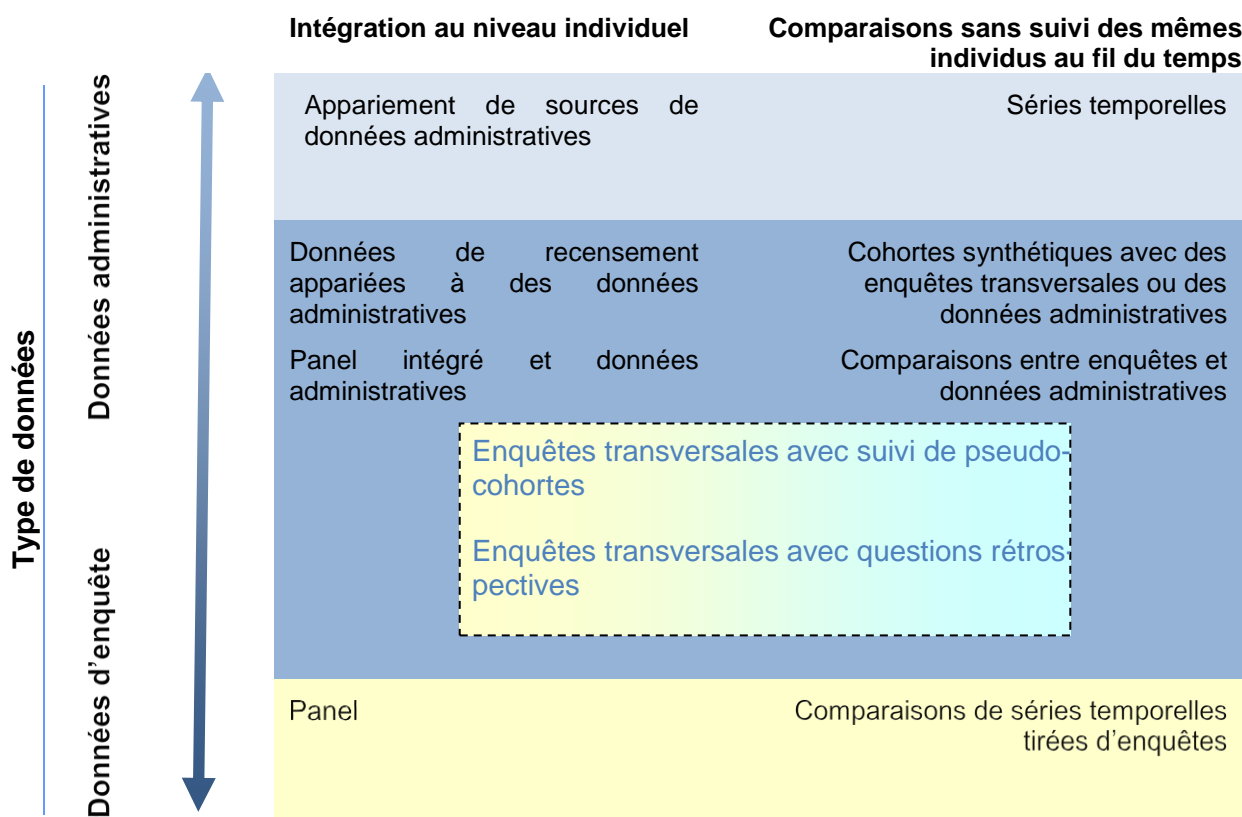 Intégration au niveau individuel
Comparaisons sans suivi des mêmes
individus au fil du temps
Type de données
Données administratives
Données d'enquête
Appariement de sources de
données administratives
Séries temporelles
Données de recensement
appariées à des données
administratives
Cohortes synthétiques avec des
enquêtes transversales ou des
données administratives
Panel intégré et données
administratives
Comparaisons entre enquêtes et
données administratives
Enquêtes transversales avec suivi de pseudo-
cohortes
Enquêtes transversales avec questions rétros-
pectives
Panel
Comparaisons de séries temporelles
tirées d'enquêtes